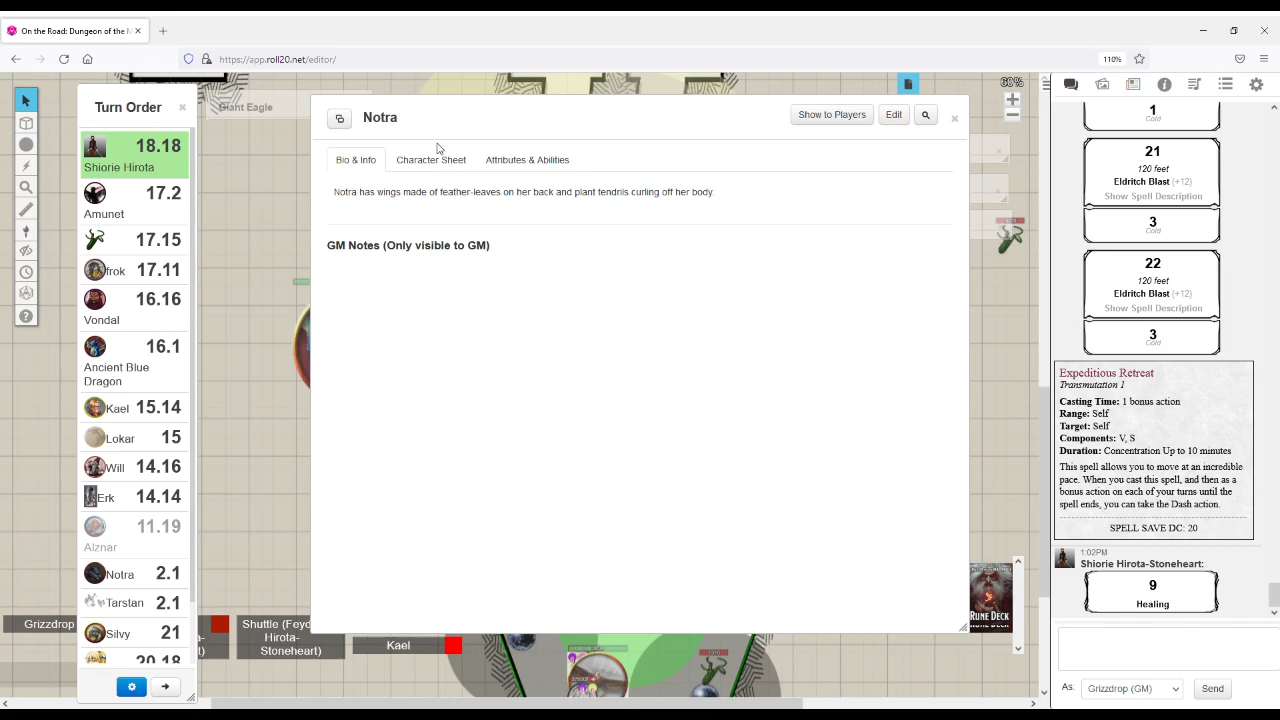 On the Road: Dungeon of the M
https://app.roll20.net/editor/
110%
Turn Order
18.18
Shiorie Hirota
17.2
Amunet
17.15
frok 17.11
16.16
Vondal
16.1
Ancient Blue
Dragon
Kael 15.14
Lokar 15
Will 14.16
Erk 14.14
11.19
Alznar
Notra 2.1
Tarstan 2.1
Silvy 21
20.18
Giant Eagle
60%
Notra
Show to Players
Edit
Bio & Info
Character Sheet
Attributes & Abilities
Notra has wings made of feather-leaves on her back and plant tendrils curling off her body
GM Notes (Only visible to GM)
Grizzdrop
Shuttle (Feyd
Hirota-
Stoneheart)
Kael
RUNE DECK
1
Cold
21
120 feet
Eldritch Blast (+12)
Show Spell Description
3
Cold
22
120 feet
Eldritch Blast (+12)
Show Spell Description
3
Cold
Expeditious Retreat
Transmutation 1
Casting Time: 1 bonus action
Range: Self
Target: Self
Components: V, S
Duration: Concentration Up to 10 minutes
This spell allows you to move at an incredible
pace. When you cast this spell, and then as a
bonus action on each of your turns until the
spell ends, you can take the Dash action.
SPELL SAVE DC: 20
1:02PM
Shiorie Hirota-Stoneheart:
9
Healing
As:
Grizzdrop (GM)
Send